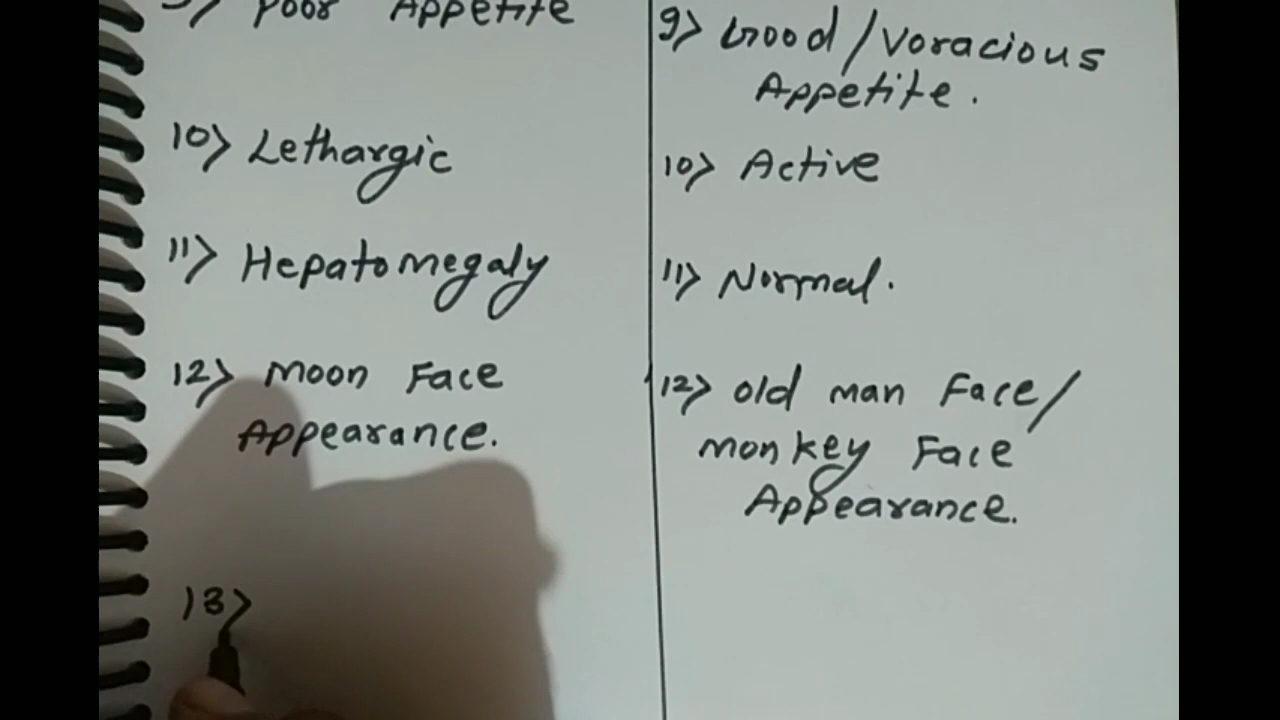 Poor Appetite
10> Lethargic
11> Hepatomegaly
12> Moon Face
Appearance.
13>
9> Good/Voracious
Appetite.
10> Active
11> Normal.
12> old man Face/
monkey Face
Appearance.